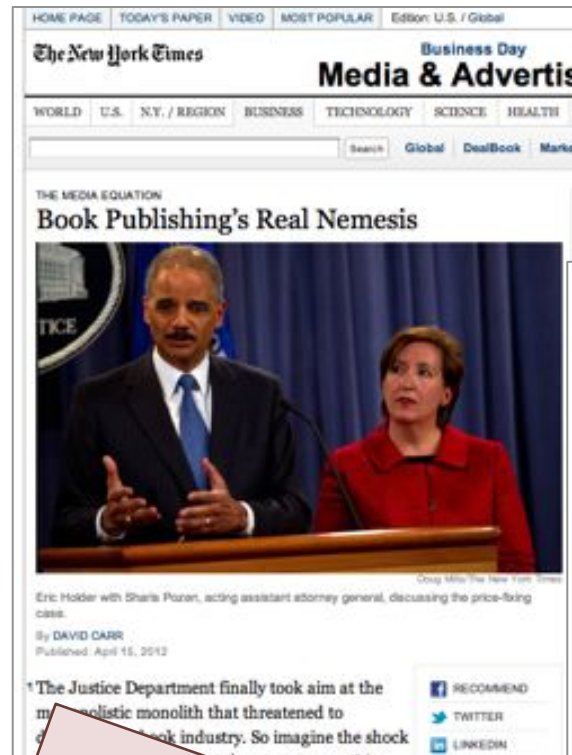 HOME PAGE TODAY'S PAPER VIDEO MOST POPULAR Edition: U.S. / Global
The New York Times
Business Day
Media & Advertis
WORLD U.S. N.Y. / REGION BUSINESS TECHNOLOGY SCIENCE HEALTH
Search Global DealBook Marke
THE MEDIA EQUATION
Book Publishing's Real Nemesis
TICE
Doug Mills/The New York Times
Eric Holder with Sharis Pozen, acting assistant attorney general, discussing the price-fixing
case.
By DAVID CARR
Published: April 15, 2012
The Justice Department finally took aim at the
monopolistic monolith that threatened to
book industry. So imagine the shock
RECOMMEND
TWITTER
LINKEDIN